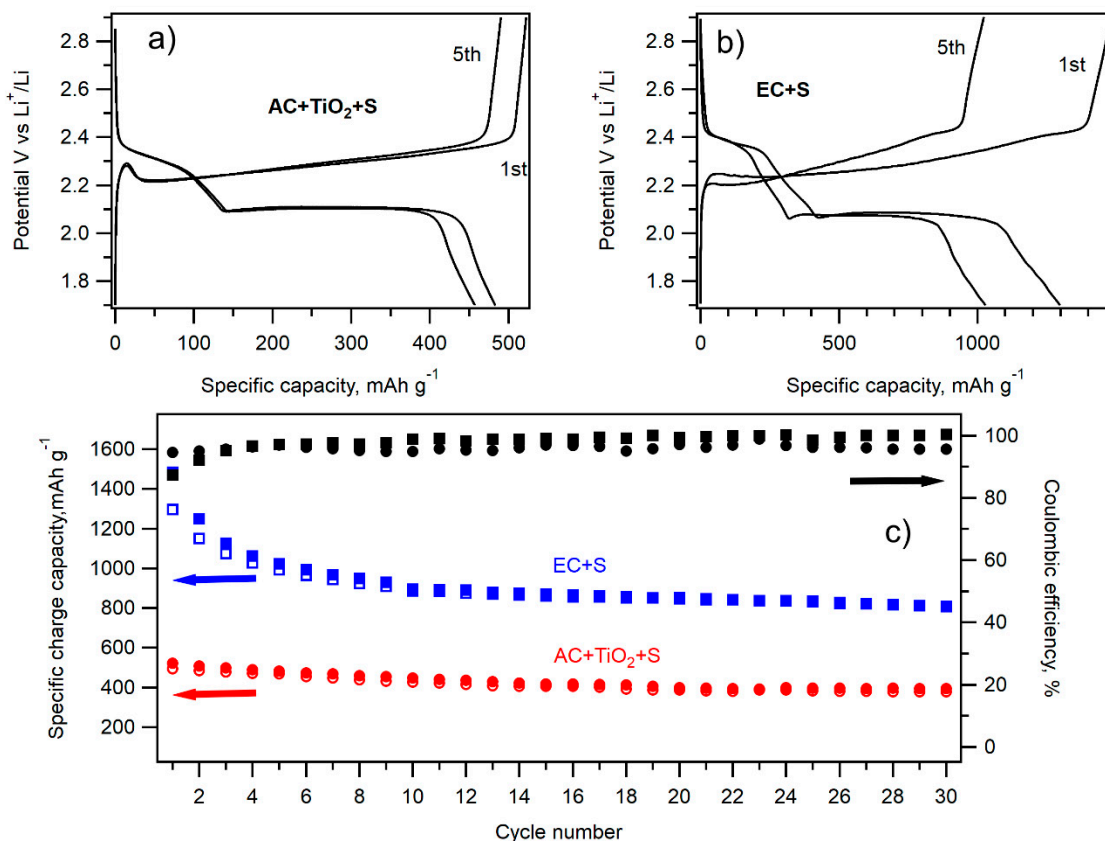 a)
AC+TiO₂+S
5th
1st
2.8
2.6
2.4
2.2
2.0
1.8
Potential V vs Li⁺/Li
0 100 200 300 400 500
Specific capacity, mAh g⁻¹
b)
EC+S
5th
1st
2.8
2.6
2.4
2.2
2.0
1.8
Potential V vs Li⁺/Li
0 500 1000
Specific capacity, mAh g⁻¹
c)
EC+S
AC+TiO₂+S
1600
1400
1200
1000
800
600
400
200
Specific charge capacity,mAh g⁻¹
100
80
60
40
20
0
Coulombic efficiency, %
2 4 6 8 10 12 14 16 18 20 22 24 26 28 30
Cycle number